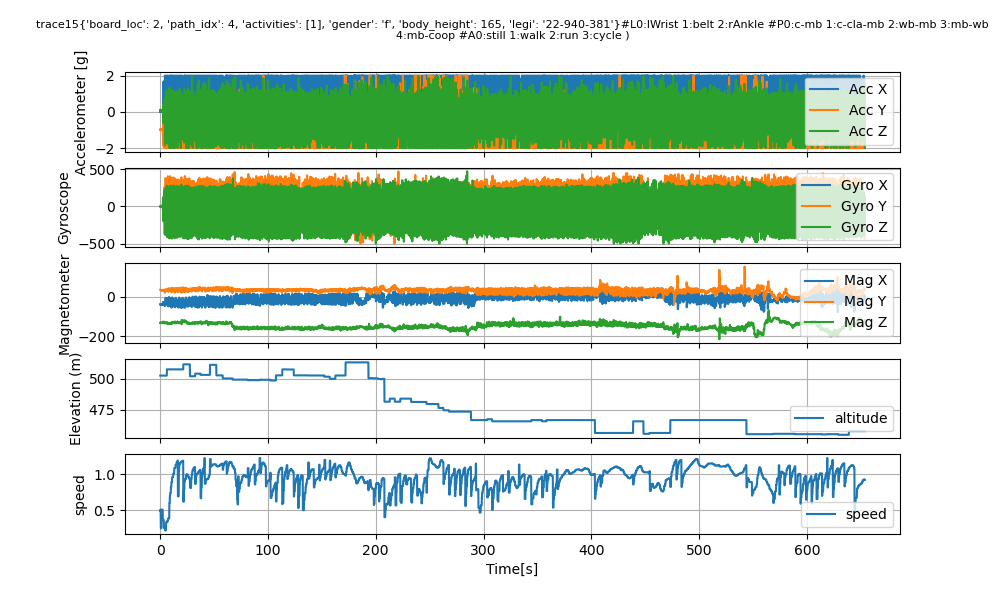 trace15{'board_loc': 2, 'path_idx': 4, 'activities': [1], 'gender': 'f', 'body_height': 165, 'legi': '22-940-381'}#L0:lWrist 1:belt 2:rAnkle #P0:c-mb 1:c-cla-mb 2:wb-mb 3:mb-wb
4:mb-coop #A0:still 1:walk 2:run 3:cycle )
Accelerometer [g]
2
0
−2
Acc X
Acc Y
Acc Z
Gyroscope
500
0
−500
Gyro X
Gyro Y
Gyro Z
Magnetometer
0
−200
Mag X
Mag Y
Mag Z
Elevation (m)
500
475
altitude
speed
1.0
0.5
speed
0
100
200
300
400
500
600
Time[s]